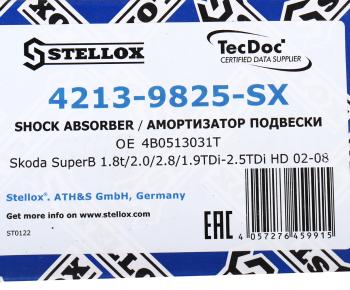 STELLOX
TecDoc
CERTIFIED DATA SUPPLIER
4213-9825-SX
SHOCK ABSORBER / АМОРТИЗАТОР ПОДВЕСКИ
OE 4B0513031T
Skoda SuperB 1.8t/2.0/2.8/1.9TDi-2.5TDi HD 02-08
Stellox®. ATH&S GmbH, Germany
Get more info on www.stellox.com
ST0122
EAC
4 057276 459915